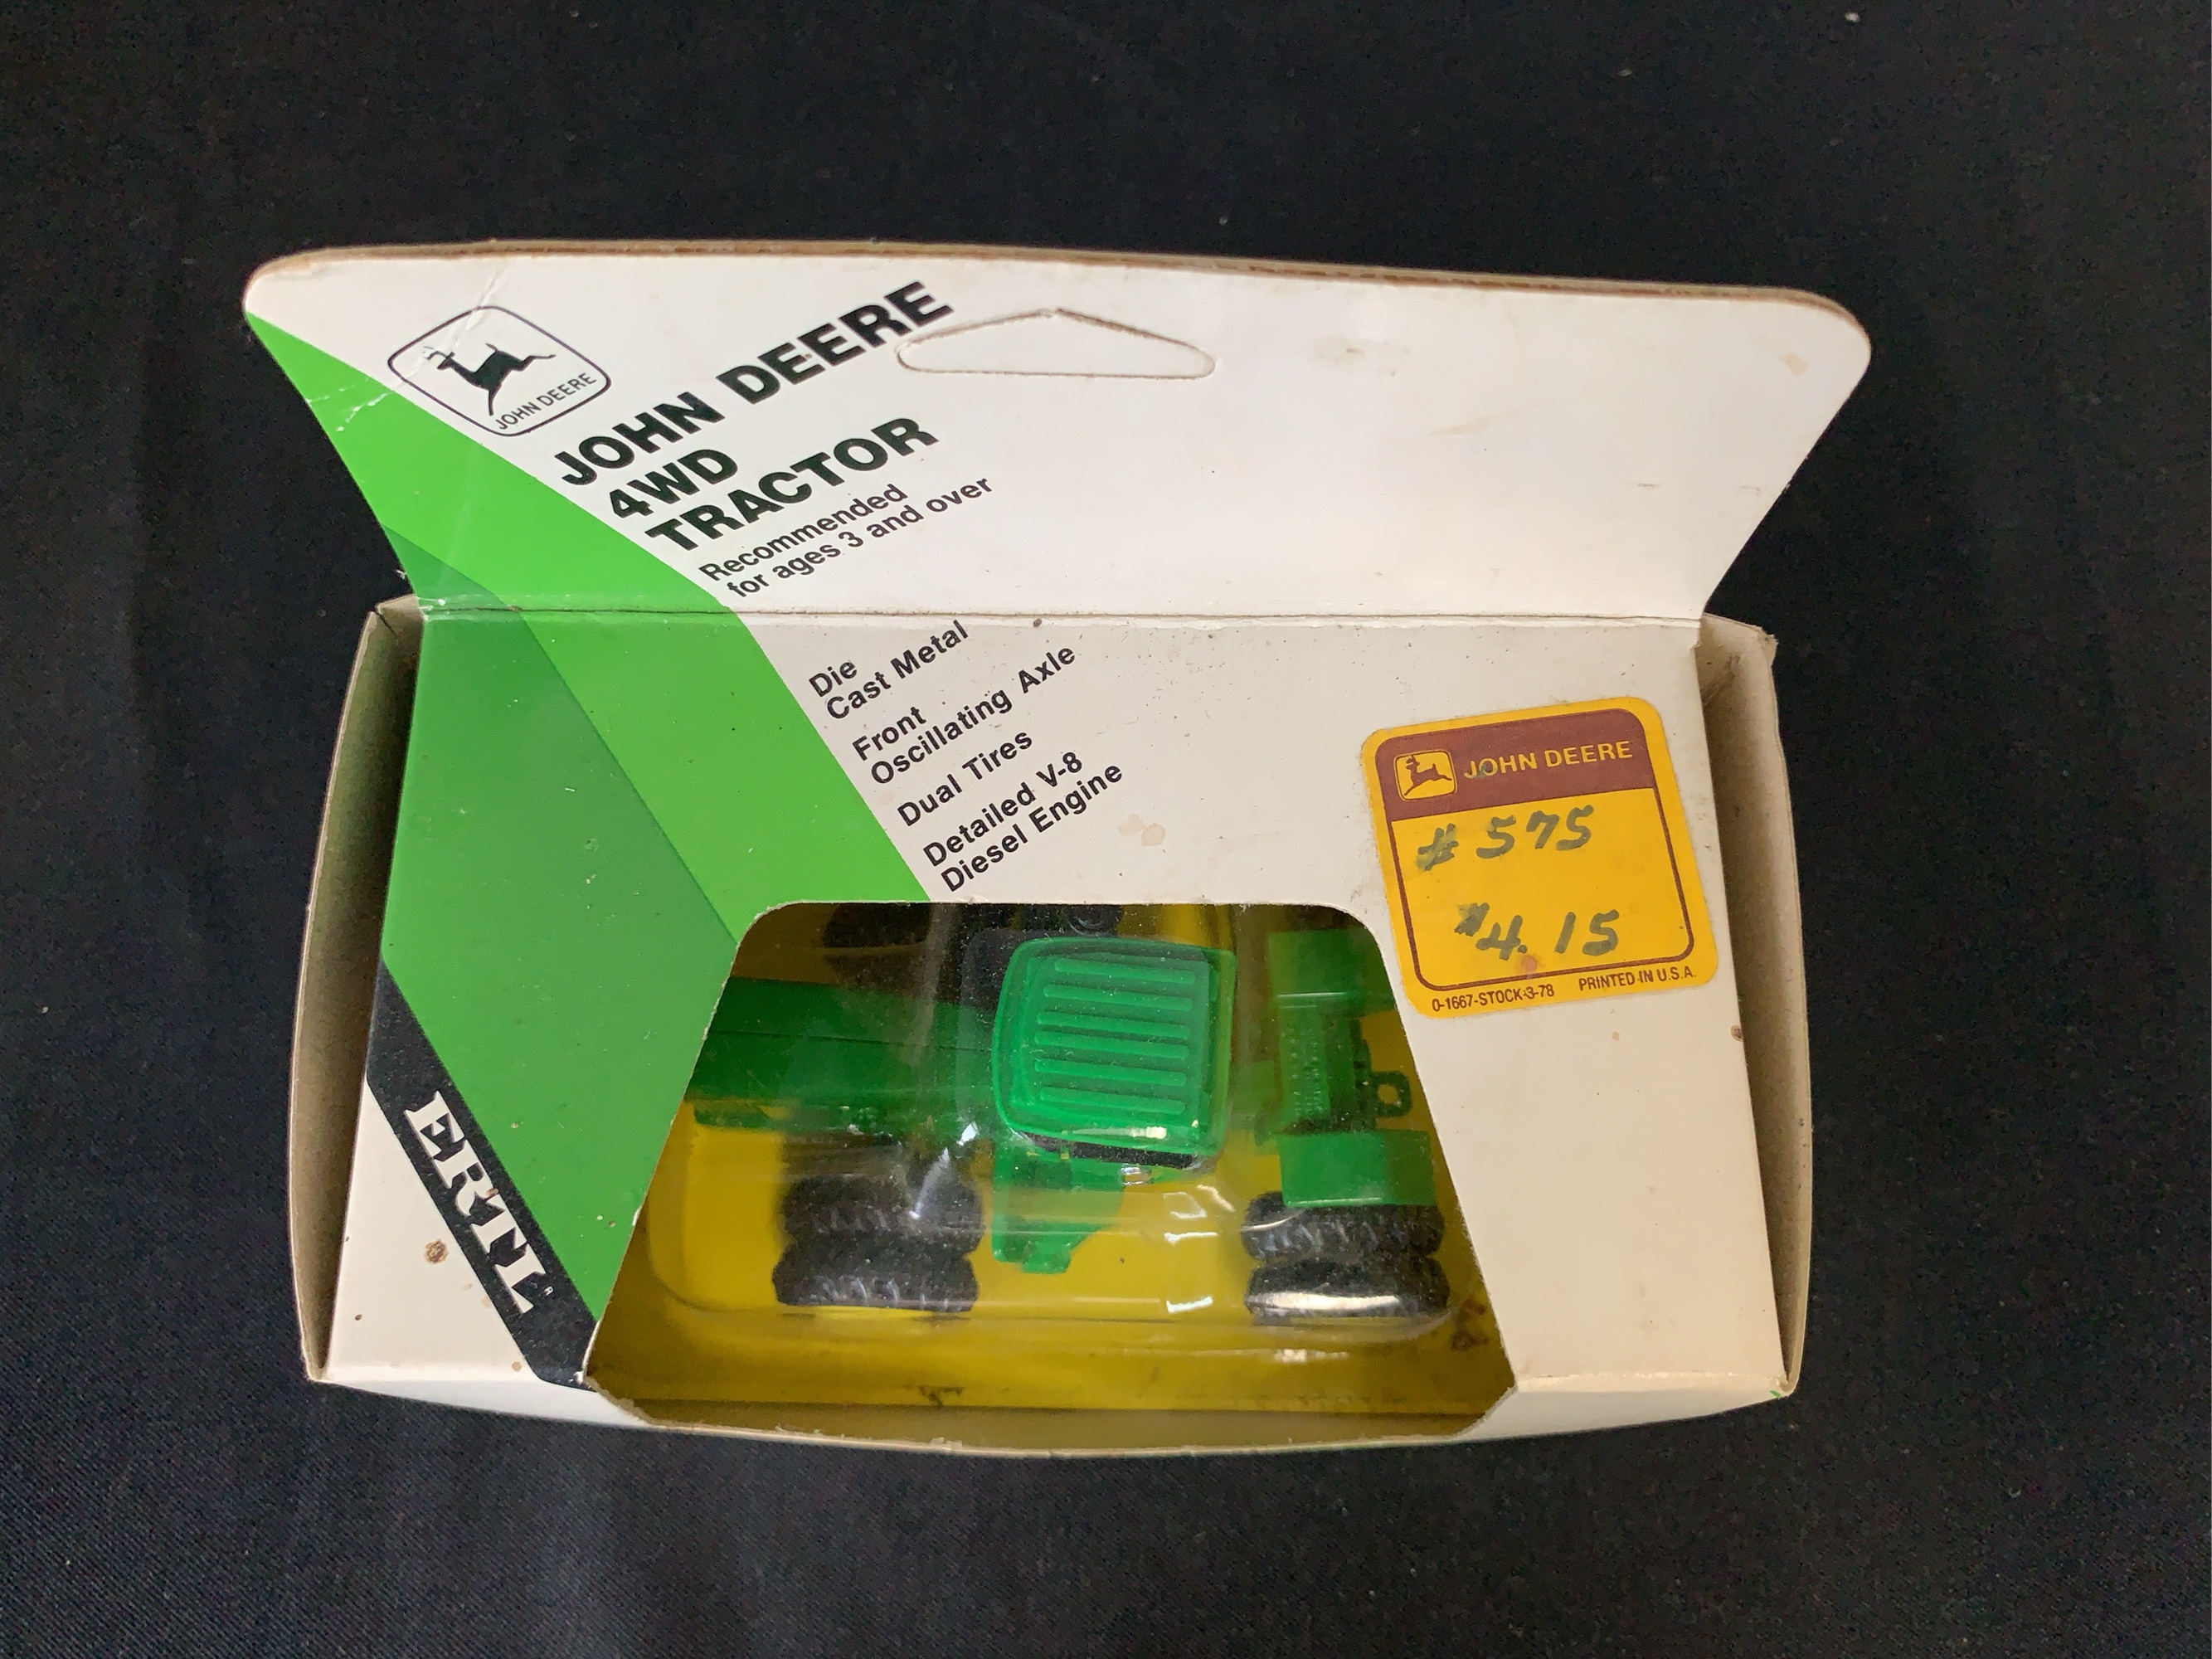 JOHN DEERE
JOHN DEERE
4WD
TRACTOR
Recommended
for ages 3 and over
Die
Cast Metal
Front
Oscillating Axle
Dual Tires
Detailed V-8
Diesel Engine
JOHN DEERE
# 575
$4.15
0-1667-STOCK-3-78 PRINTED IN U.S.A.
ERTL